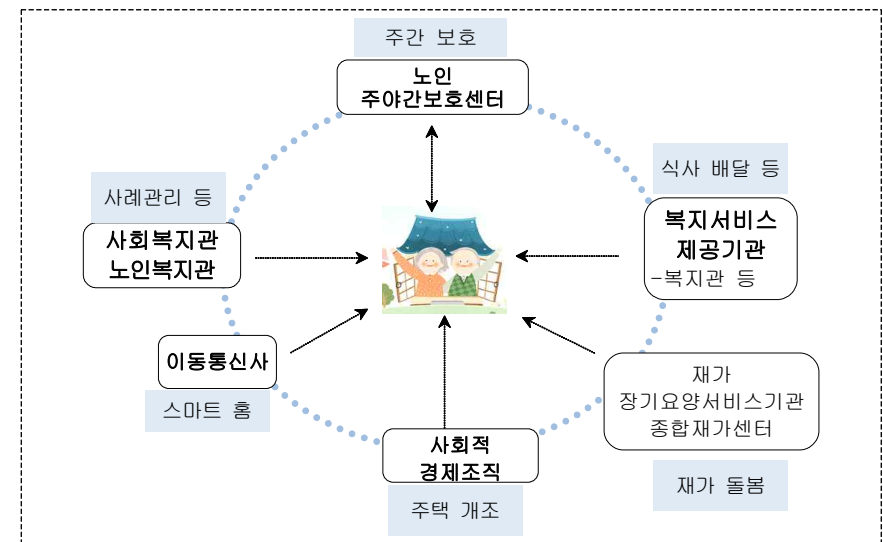 주간 보호
노인
주야간보호센터
사례관리 등
사회복지관
노인복지관
식사 배달 등
복지서비스
제공기관
-복지관 등
이동통신사
스마트 홈
재가
장기요양서비스기관
종합재가센터
재가 돌봄
사회적
경제조직
주택 개조